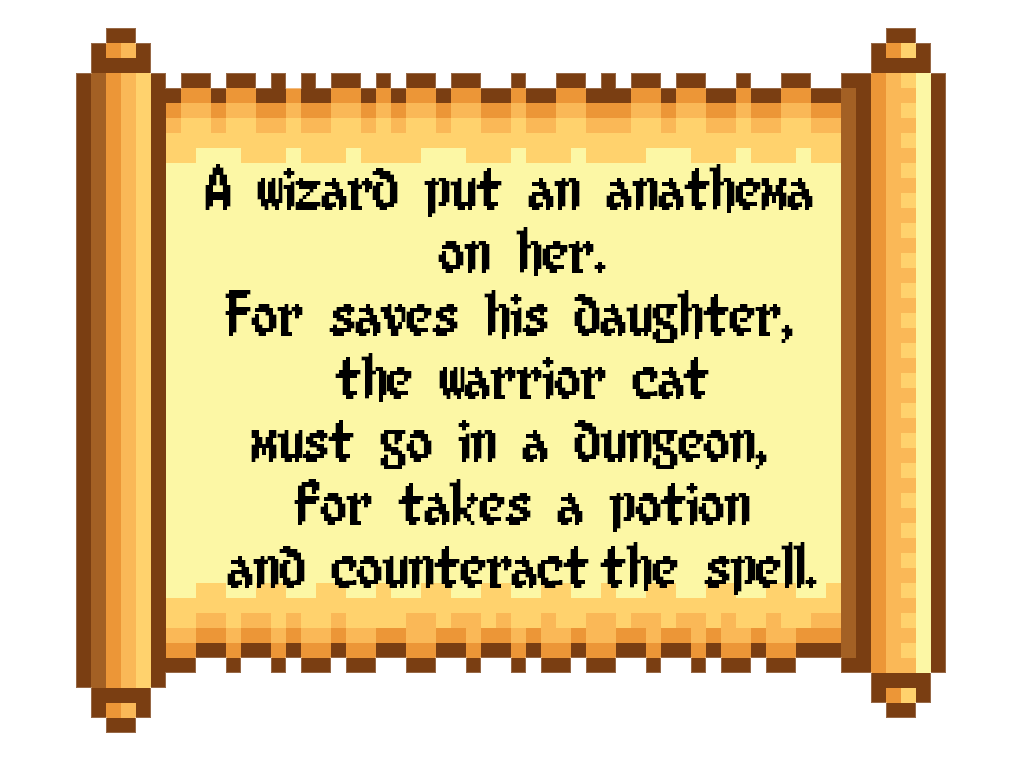 A wizard put an anathema
on her.
For saves his daughter,
the warrior cat
must go in a dungeon,
for takes a potion
and counteract the spell.